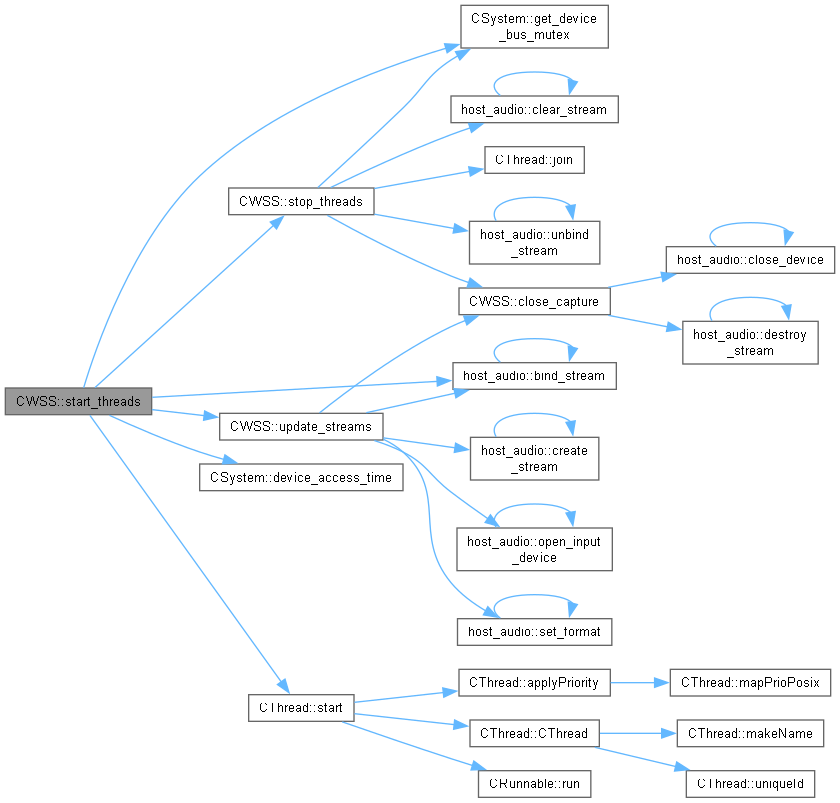 CSystem::get_device
_bus_mutex
host_audio::clear_stream
CThread::join
CWSS::stop_threads
host_audio::unbind
_stream
host_audio::close_device
CWSS::close_capture
host_audio::destroy
_stream
host_audio::bind_stream
CWSS::start_threads
CWSS::update_streams
host_audio::create
_stream
CSystem::device_access_time
host_audio::open_input
_device
host_audio::set_format
CThread::applyPriority
CThread::mapPrioPosix
CThread::start
CThread::CThread
CThread::makeName
CRunnable::run
CThread::uniqueId